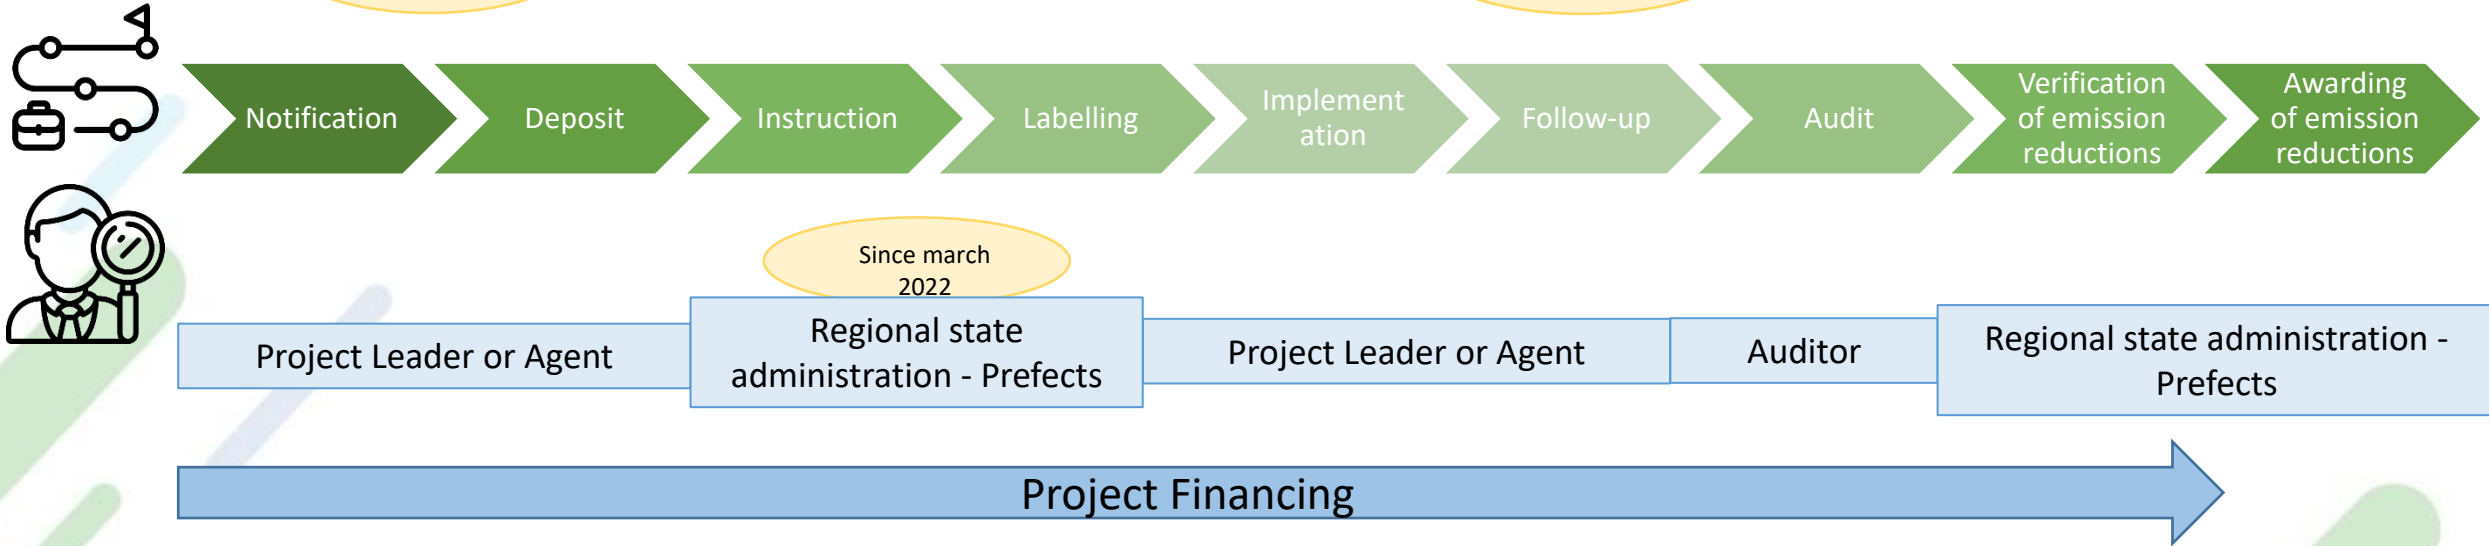 Notification
Deposit
Instruction
Labelling
Implement
ation
Follow-up
Audit
Verification
of emission
reductions
Awarding
of emission
reductions
Since march
2022
Project Leader or Agent
Regional state
administration - Prefects
Project Leader or Agent
Auditor
Regional state administration -
Prefects
Project Financing